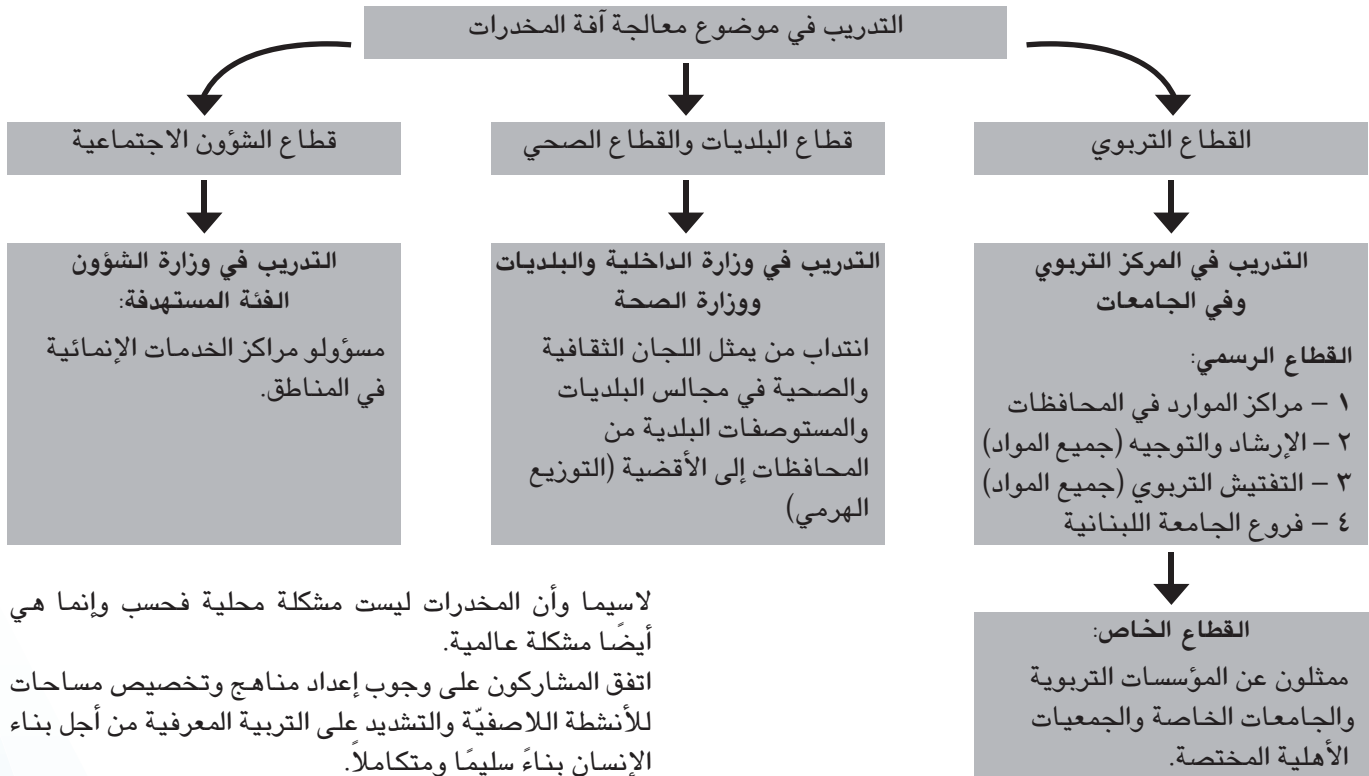 التدريب في موضوع معالجة آفة المخدرات
القطاع التربوي
قطاع البلديات والقطاع الصحي
قطاع الشؤون الاجتماعية
التدريب في المركز التربوي
وفي الجامعات
القطاع الرسمي:
١ – مراكز الموارد في المحافظات
٢ – الإرشاد والتوجيه (جميع المواد)
٣ – التفتيش التربوي (جميع المواد)
٤ – فروع الجامعة اللبنانية
التدريب في وزارة الداخلية والبلديات
ووزارة الصحة
انتداب من يمثل اللجان الثقافية
والصحية في مجالس البلديات
والمستوصفات البلدية من
المحافظات إلى الأقضية (التوزيع
الهرمي)
التدريب في وزارة الشؤون
الفئة المستهدفة:
مسؤولو مراكز الخدمات الإنمائية
في المناطق.
القطاع الخاص:
ممثلون عن المؤسسات التربوية
والجامعات الخاصة والجمعيات
الأهلية المختصة.
لاسيما وأن المخدرات ليست مشكلة محلية فحسب وإنما هي
أيضًا مشكلة عالمية.
اتفق المشاركون على وجوب إعداد مناهج وتخصيص مساحات
للأنشطة اللاصفيّة والتشديد على التربية المعرفية من أجل بناء
الإنسان بناءً سليمًا ومتكاملاً.